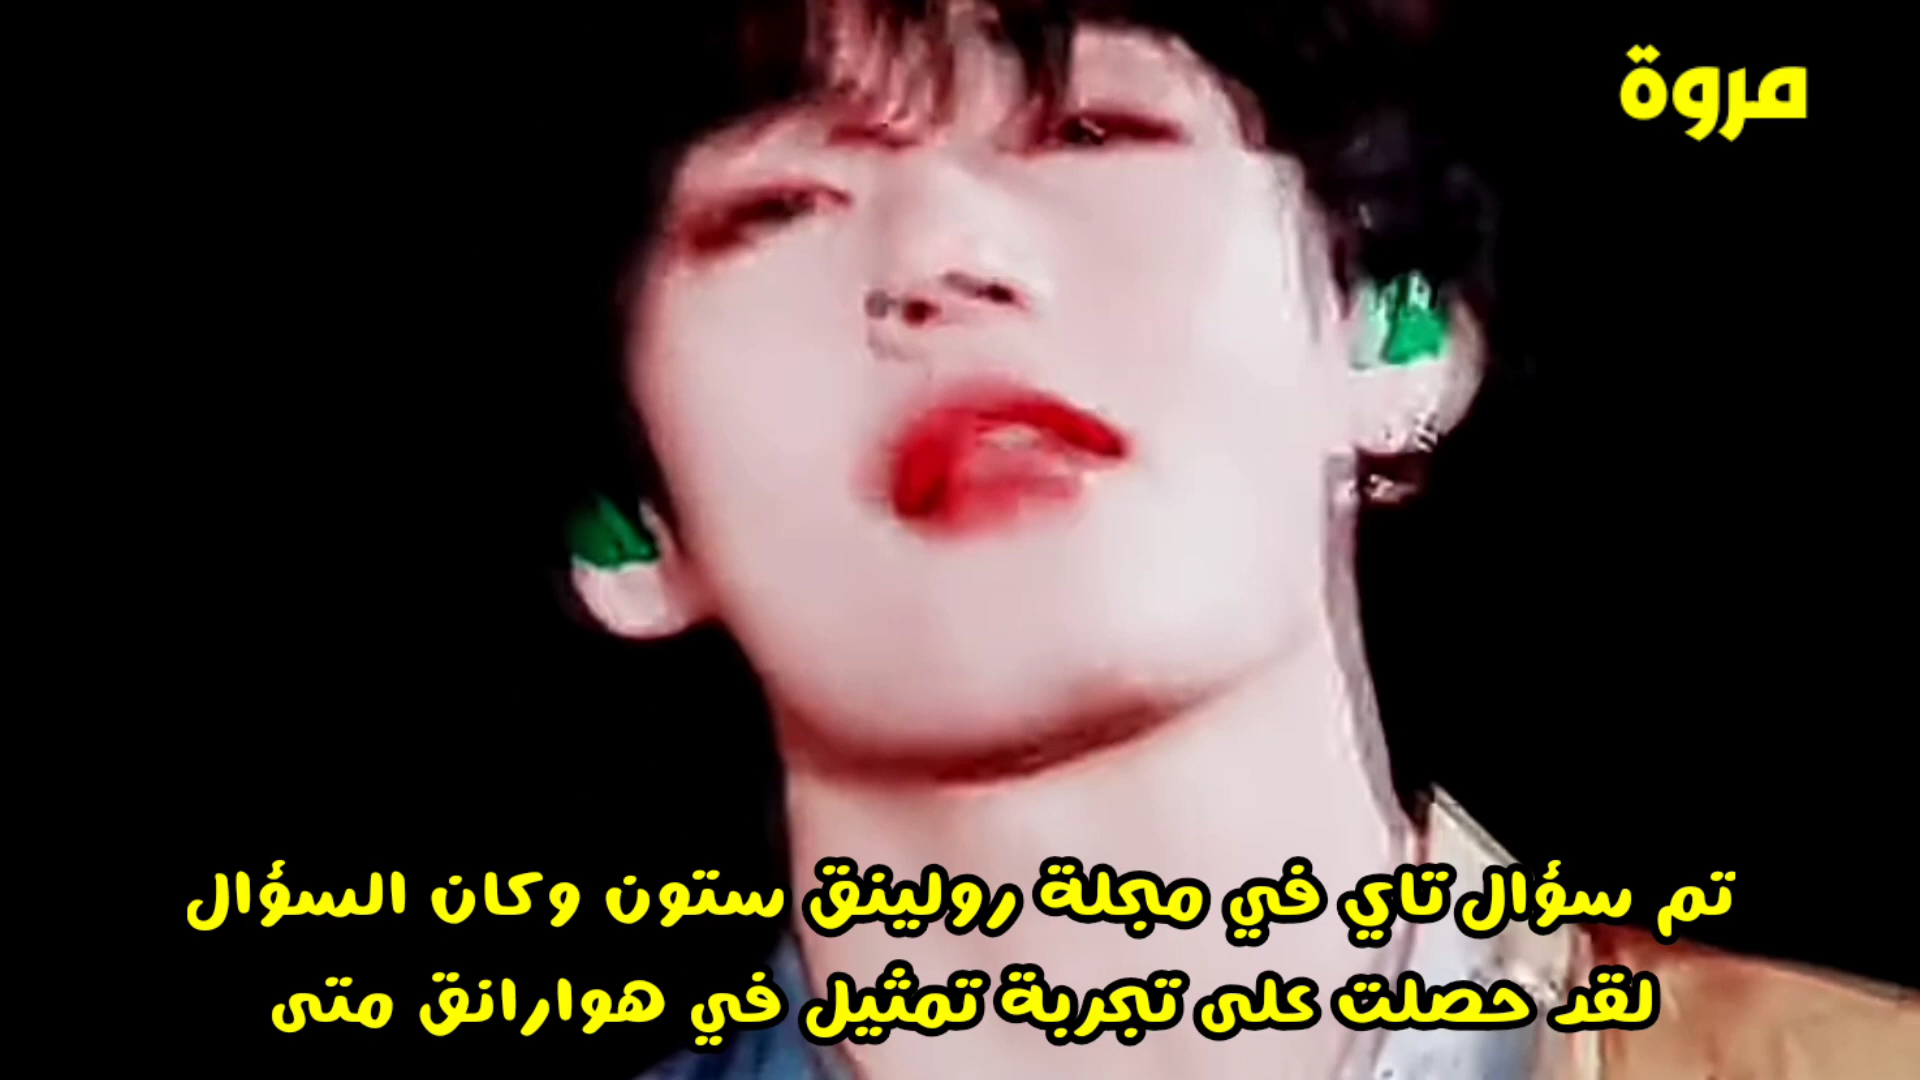 مروة
تم سؤال تاي في مجلة رولينق ستون وكان السؤال
لقد حصلت على تجربة تمثيل في هوارانق متى